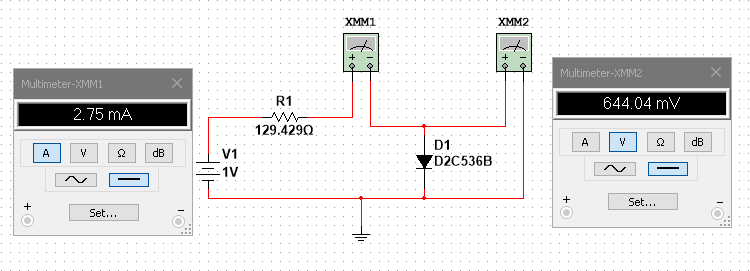 XMM1
XMM2
Multimeter-XMM1
2.75 mA
A V Ω dB
Set...
+ −
R1
129.429Ω
V1
1V
D1
D2C536B
+ −
+ −
Multimeter-XMM2
644.04 mV
A V Ω dB
Set...
+ −